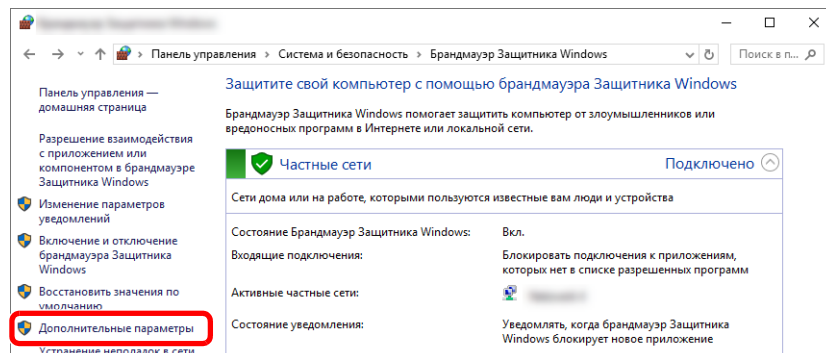 Панель управления › Система и безопасность › Брандмауэр Защитника Windows
Поиск в п...
Панель управления —
домашняя страница
Разрешение взаимодействия
с приложением или
компонентом в брандмауэре
Защитника Windows
Изменение параметров
уведомлений
Включение и отключение
брандмауэра Защитника
Windows
Восстановить значения по
умолчанию
Дополнительные параметры
Устранение неполадок в сети
Защитите свой компьютер с помощью брандмауэра Защитника Windows
Брандмауэр Защитника Windows помогает защитить компьютер от злоумышленников или
вредоносных программ в Интернете или локальной сети.
Частные сети Подключено
Сети дома или на работе, которыми пользуются известные вам люди и устройства
Состояние Брандмауэр Защитника Windows: Вкл.
Входящие подключения: Блокировать подключения к приложениям,
которых нет в списке разрешенных программ
Активные частные сети:
Состояние уведомления: Уведомлять, когда брандмауэр Защитника
Windows блокирует новое приложение